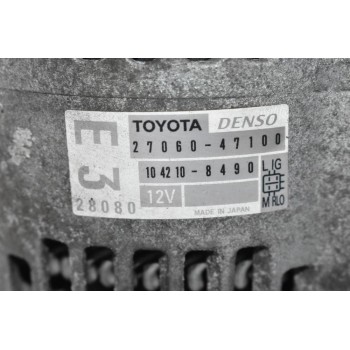 E3
28080
TOYOTA DENSO
27060-47100
104210-8490
12V
L IG
M RLO
MADE IN JAPAN